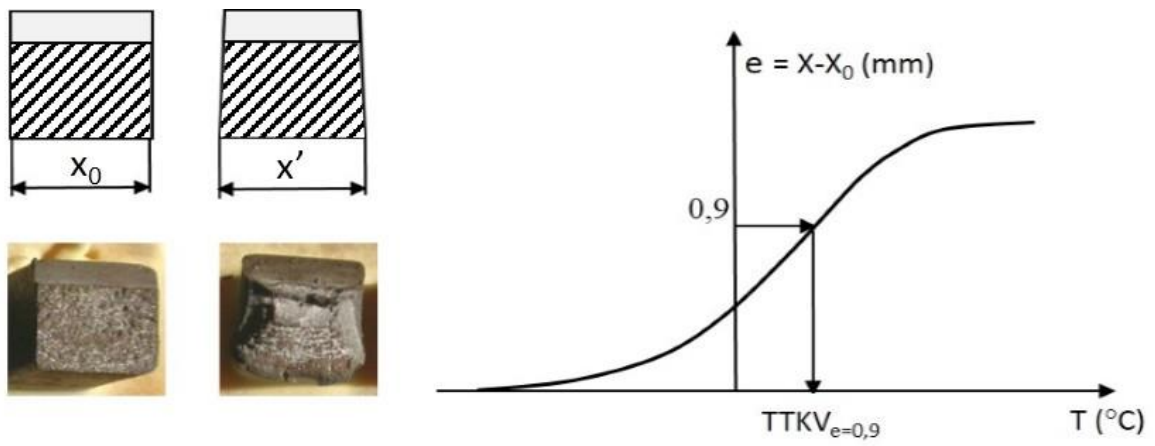 x₀
x’
e = X-X₀ (mm)
0,9
TTKVₑ₌₀,₉
T (°C)